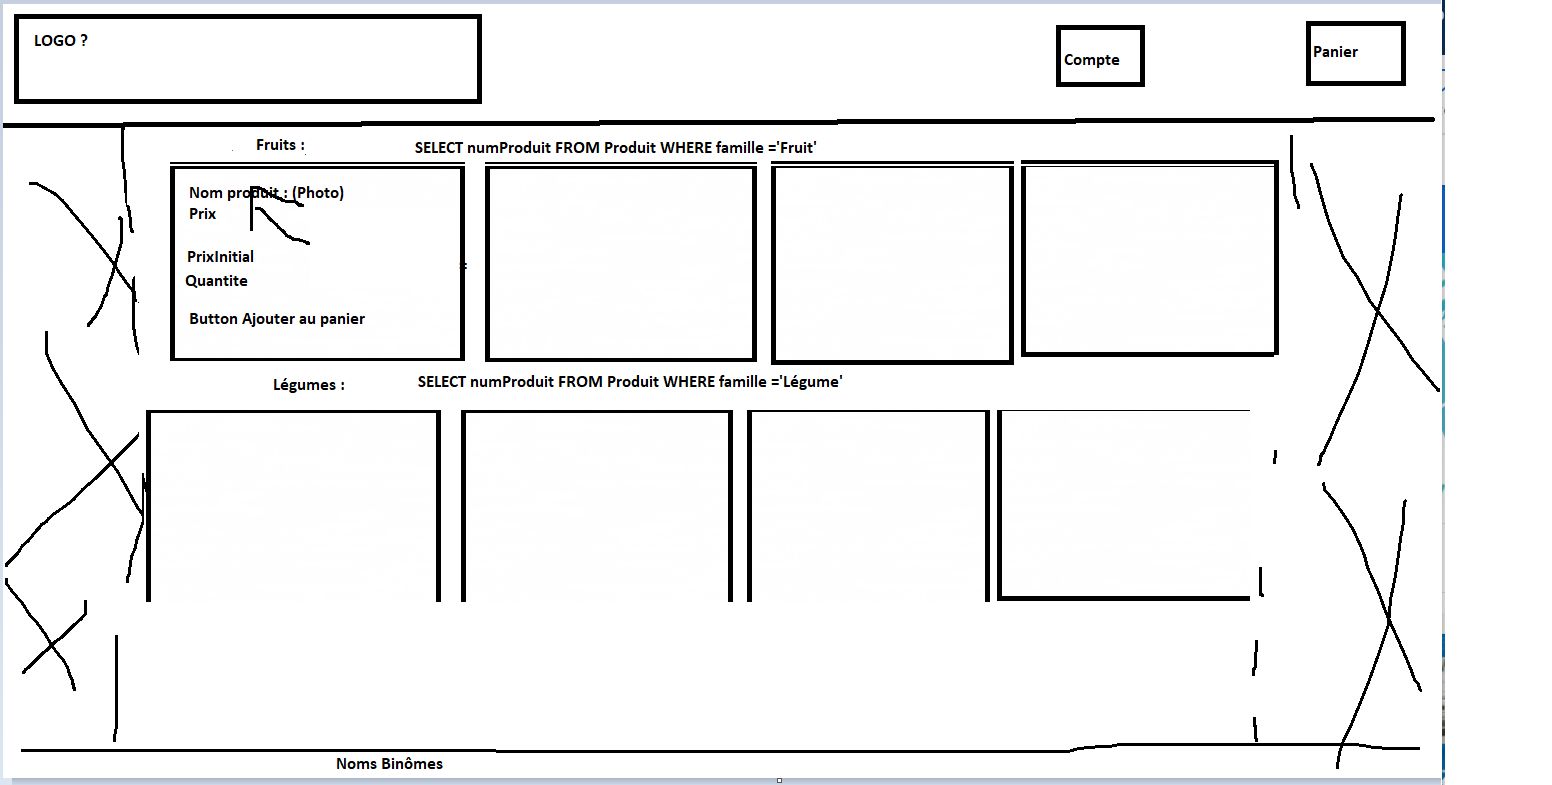 LOGO ?
Compte
Panier
Fruits :
SELECT numProduit FROM Produit WHERE famille ='Fruit'
Nom produit : (Photo)
Prix
PrixInitial
Quantite
Button Ajouter au panier
Légumes :
SELECT numProduit FROM Produit WHERE famille ='Légume'
Noms Binômes